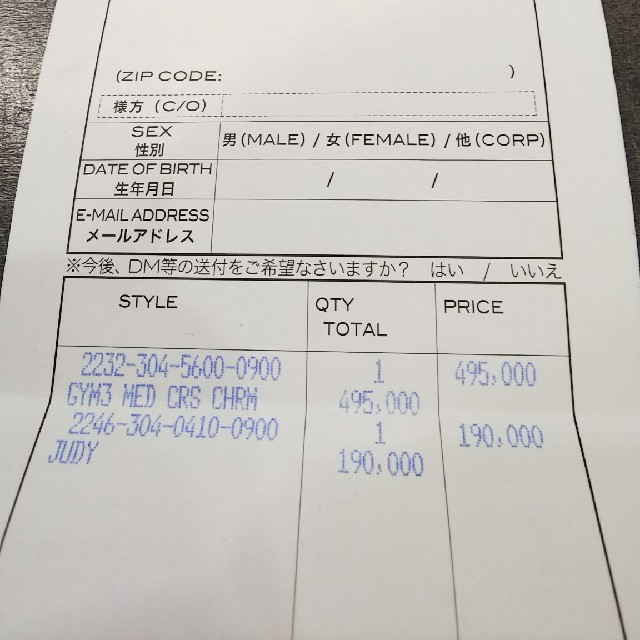 (ZIP CODE: )
様方 (C/O)
SEX
性別
男(MALE) / 女(FEMALE) / 他(CORP)
DATE OF BIRTH
生年月日
/ /
E-MAIL ADDRESS
メールアドレス
※今後、DM等の送付をご希望なさいますか? はい / いいえ
STYLE QTY TOTAL PRICE
2232-304-5600-0900 1 495,000
GYM3 MED CRS CHRM 495,000
2246-304-0410-0900 1 190,000
JUDY 190,000